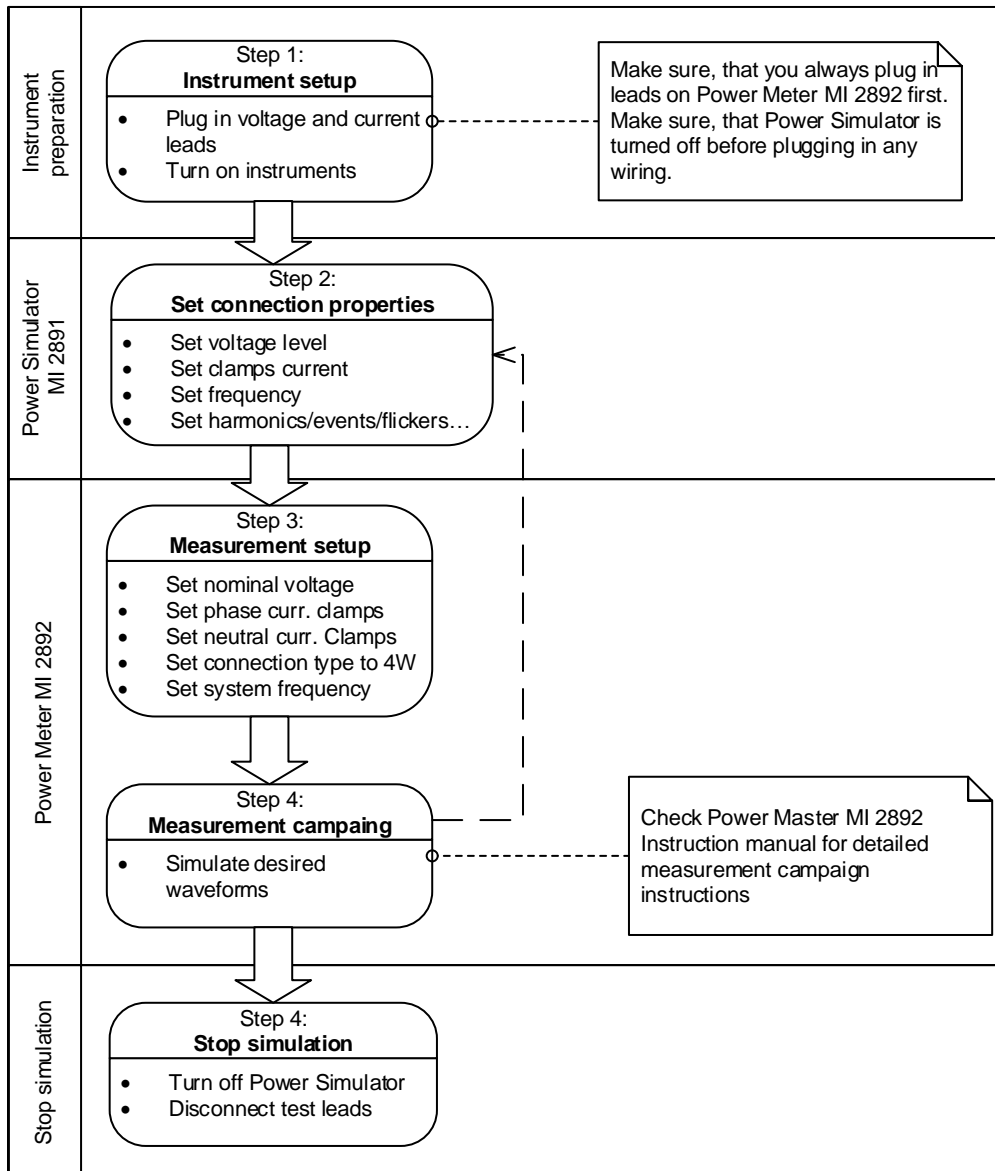 Instrument
preparation
Step 1:
Instrument setup
• Plug in voltage and current
leads
• Turn on instruments
Make sure, that you always plug in
leads on Power Meter MI 2892 first.
Make sure, that Power Simulator is
turned off before plugging in any
wiring.
Power Simulator
MI 2891
Step 2:
Set connection properties
• Set voltage level
• Set clamps current
• Set frequency
• Set harmonics/events/flickers…
Power Meter MI 2892
Step 3:
Measurement setup
• Set nominal voltage
• Set phase curr. clamps
• Set neutral curr. Clamps
• Set connection type to 4W
• Set system frequency
Step 4:
Measurement campaing
• Simulate desired
waveforms
Check Power Master MI 2892
Instruction manual for detailed
measurement campaign
instructions
Stop simulation
Step 4:
Stop simulation
• Turn off Power Simulator
• Disconnect test leads